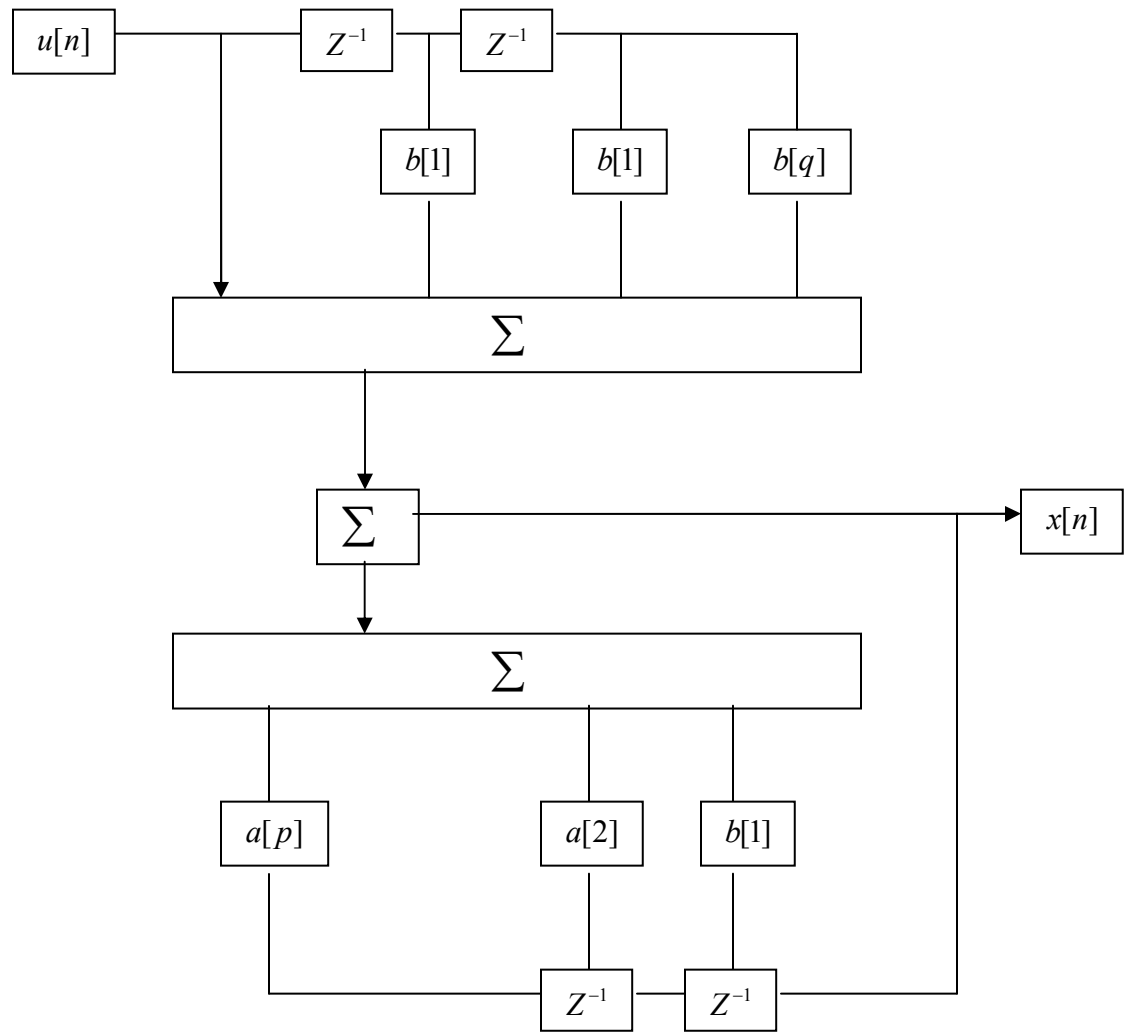 u[n] Z⁻¹ Z⁻¹
b[1] b[1] b[q]
∑
∑ x[n]
∑
a[p] a[2] b[1]
Z⁻¹ Z⁻¹